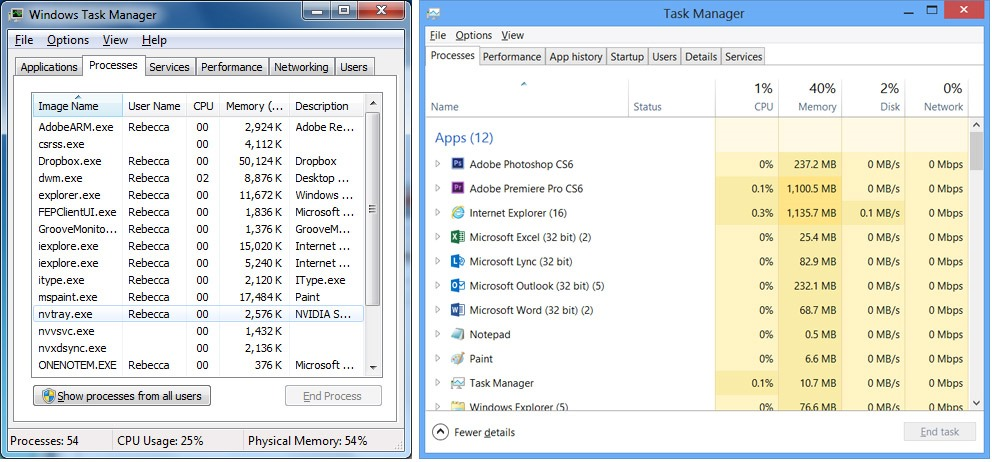 Windows Task Manager
File Options View Help
Applications Processes Services Performance Networking Users
Image Name User Name CPU Memory (... Description
AdobeARM.exe Rebecca 00 2,924 K Adobe Re...
csrss.exe 00 4,112 K
Dropbox.exe Rebecca 00 50,124 K Dropbox
dwm.exe Rebecca 02 8,876 K Desktop ...
explorer.exe Rebecca 00 11,672 K Windows ...
FEPClientUI.exe Rebecca 00 1,836 K Microsoft ...
GrooveMonito... Rebecca 00 1,376 K GrooveM...
iexplore.exe Rebecca 00 15,020 K Internet ...
iexplore.exe Rebecca 00 5,240 K Internet ...
itype.exe Rebecca 00 2,120 K IType.exe
mspaint.exe Rebecca 00 17,484 K Paint
nvtray.exe Rebecca 00 2,576 K NVIDIA S...
nvvsvc.exe 00 1,432 K
nvxdsync.exe 00 2,136 K
ONENOTEM.EXE Rebecca 00 376 K Microsoft ...
Show processes from all users End Process
Processes: 54 CPU Usage: 25% Physical Memory: 54%
Task Manager
File Options View
Processes Performance App history Startup Users Details Services
1% 40% 2% 0%
Name Status CPU Memory Disk Network
Apps (12)
Adobe Photoshop CS6 0% 237.2 MB 0 MB/s 0 Mbps
Adobe Premiere Pro CS6 0.1% 1,100.5 MB 0 MB/s 0 Mbps
Internet Explorer (16) 0.3% 1,135.7 MB 0.1 MB/s 0 Mbps
Microsoft Excel (32 bit) (2) 0% 25.4 MB 0 MB/s 0 Mbps
Microsoft Lync (32 bit) 0% 82.9 MB 0 MB/s 0 Mbps
Microsoft Outlook (32 bit) (5) 0% 232.1 MB 0 MB/s 0 Mbps
Microsoft Word (32 bit) (2) 0% 68.7 MB 0 MB/s 0 Mbps
Notepad 0% 0.5 MB 0 MB/s 0 Mbps
Paint 0% 6.6 MB 0 MB/s 0 Mbps
Task Manager 0.1% 10.7 MB 0 MB/s 0 Mbps
Windows Explorer (5) 0% 76.6 MB 0 MB/s 0 Mbps
Fewer details End task